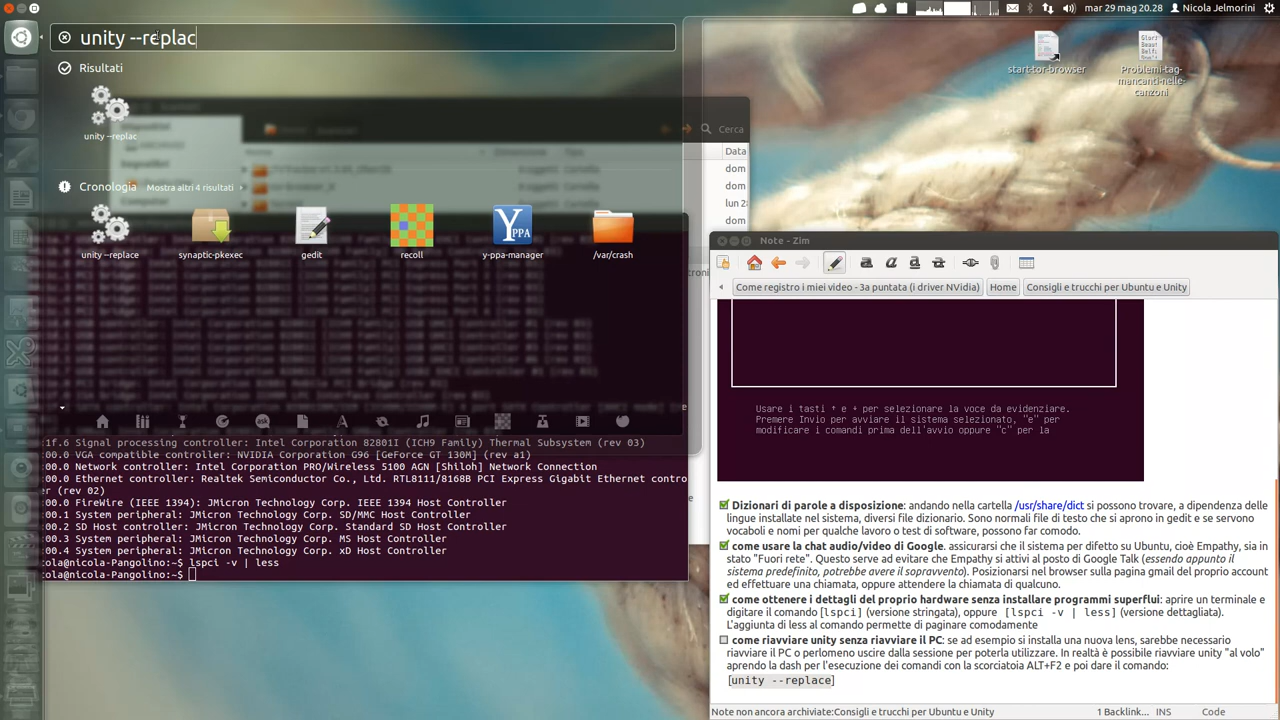 mar 29 mag 20.28
Nicola Jelmorini
unity --replac
Risultati
unity --replac
Cronologia Mostra altri 4 risultati
unity --replace
synaptic-pkexec
gedit
recoll
y-ppa-manager
/var/crash
start-tor-browser
Problemi-tag-
mancanti-nelle-
canzoni
Cerca
Data
dom
lun 28
dom
dom
:1f.6 Signal processing controller: Intel Corporation 82801I (ICH9 Family) Thermal Subsystem (rev 03)
:00.0 VGA compatible controller: NVIDIA Corporation G96 [GeForce GT 130M] (rev a1)
:00.0 Network controller: Intel Corporation PRO/Wireless 5100 AGN [Shiloh] Network Connection
:00.0 Ethernet controller: Realtek Semiconductor Co., Ltd. RTL8111/8168B PCI Express Gigabit Ethernet contro
er (rev 02)
:00.0 FireWire (IEEE 1394): JMicron Technology Corp. IEEE 1394 Host Controller
:00.1 System peripheral: JMicron Technology Corp. SD/MMC Host Controller
:00.2 SD Host controller: JMicron Technology Corp. Standard SD Host Controller
:00.3 System peripheral: JMicron Technology Corp. MS Host Controller
:00.4 System peripheral: JMicron Technology Corp. xD Host Controller
cola@nicola-Pangolino:~$ lspci -v | less
cola@nicola-Pangolino:~$
Note - Zim
Come registro i miei video - 3a puntata (i driver NVidia)
Home
Consigli e trucchi per Ubuntu e Unity
Usare i tasti ↑ e ↓ per selezionare la voce da evidenziare.
Premere Invio per avviare il sistema selezionato, "e" per
modificare i comandi prima dell'avvio oppure "c" per la
Dizionari di parole a disposizione: andando nella cartella /usr/share/dict si possono trovare, a dipendenza delle
lingue installate nel sistema, diversi file dizionario. Sono normali file di testo che si aprono in gedit e se servono
vocaboli e nomi per qualche lavoro o test di software, possono far comodo.
come usare la chat audio/video di Google. assicurarsi che il sistema per difetto su Ubuntu, cioè Empathy, sia in
stato "Fuori rete". Questo serve ad evitare che Empathy si attivi al posto di Google Talk (essendo appunto il
sistema predefinito, potrebbe avere il sopravvento). Posizionarsi nel browser sulla pagina gmail del proprio account
ed effettuare una chiamata, oppure attendere la chiamata di qualcuno.
come ottenere i dettagli del proprio hardware senza installare programmi superflui: aprire un terminale e
digitare il comando [lspci] (versione stringata), oppure [lspci -v | less] (versione dettagliata).
L'aggiunta di less al comando permette di paginare comodamente
come riavviare unity senza riavviare il PC: se ad esempio si installa una nuova lens, sarebbe necessario
riavviare il PC o perlomeno uscire dalla sessione per poterla utilizzare. In realtà è possibile riavviare unity "al volo"
aprendo la dash per l'esecuzione dei comandi con la scorciatoia ALT+F2 e poi dare il comando:
[unity --replace]
Note non ancora archiviate:Consigli e trucchi per Ubuntu e Unity
1 Backlink...
INS
Code